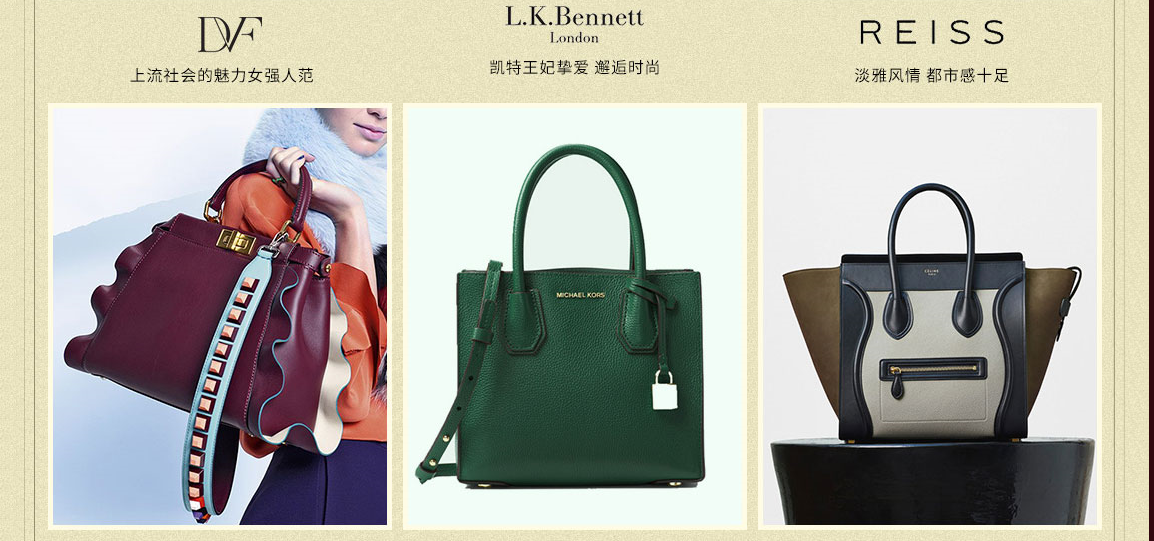 DVF
上流社会的魅力女强人范
L.K.Bennett
London
凯特王妃挚爱 邂逅时尚
REISS
淡雅风情 都市感十足
MICHAEL KORS
CELINE